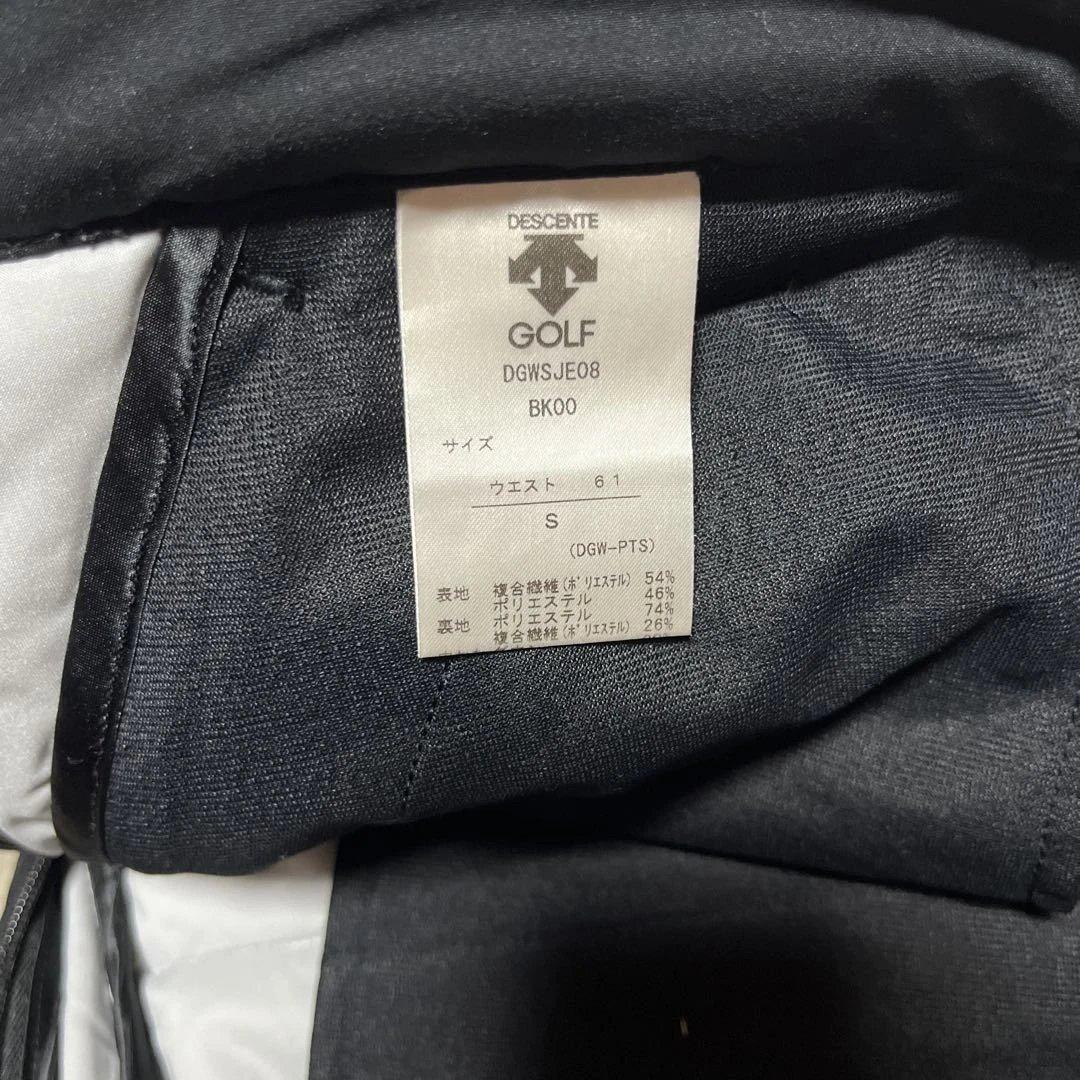 DESCENTE
GOLF
DGWSJE08
BK00
サイズ
ウエスト 61
S
(DGW-PTS)
表地 複合繊維(ポリエステル) 54%
ポリエステル 46%
裏地 ポリエステル 74%
複合繊維(ポリエステル) 26%